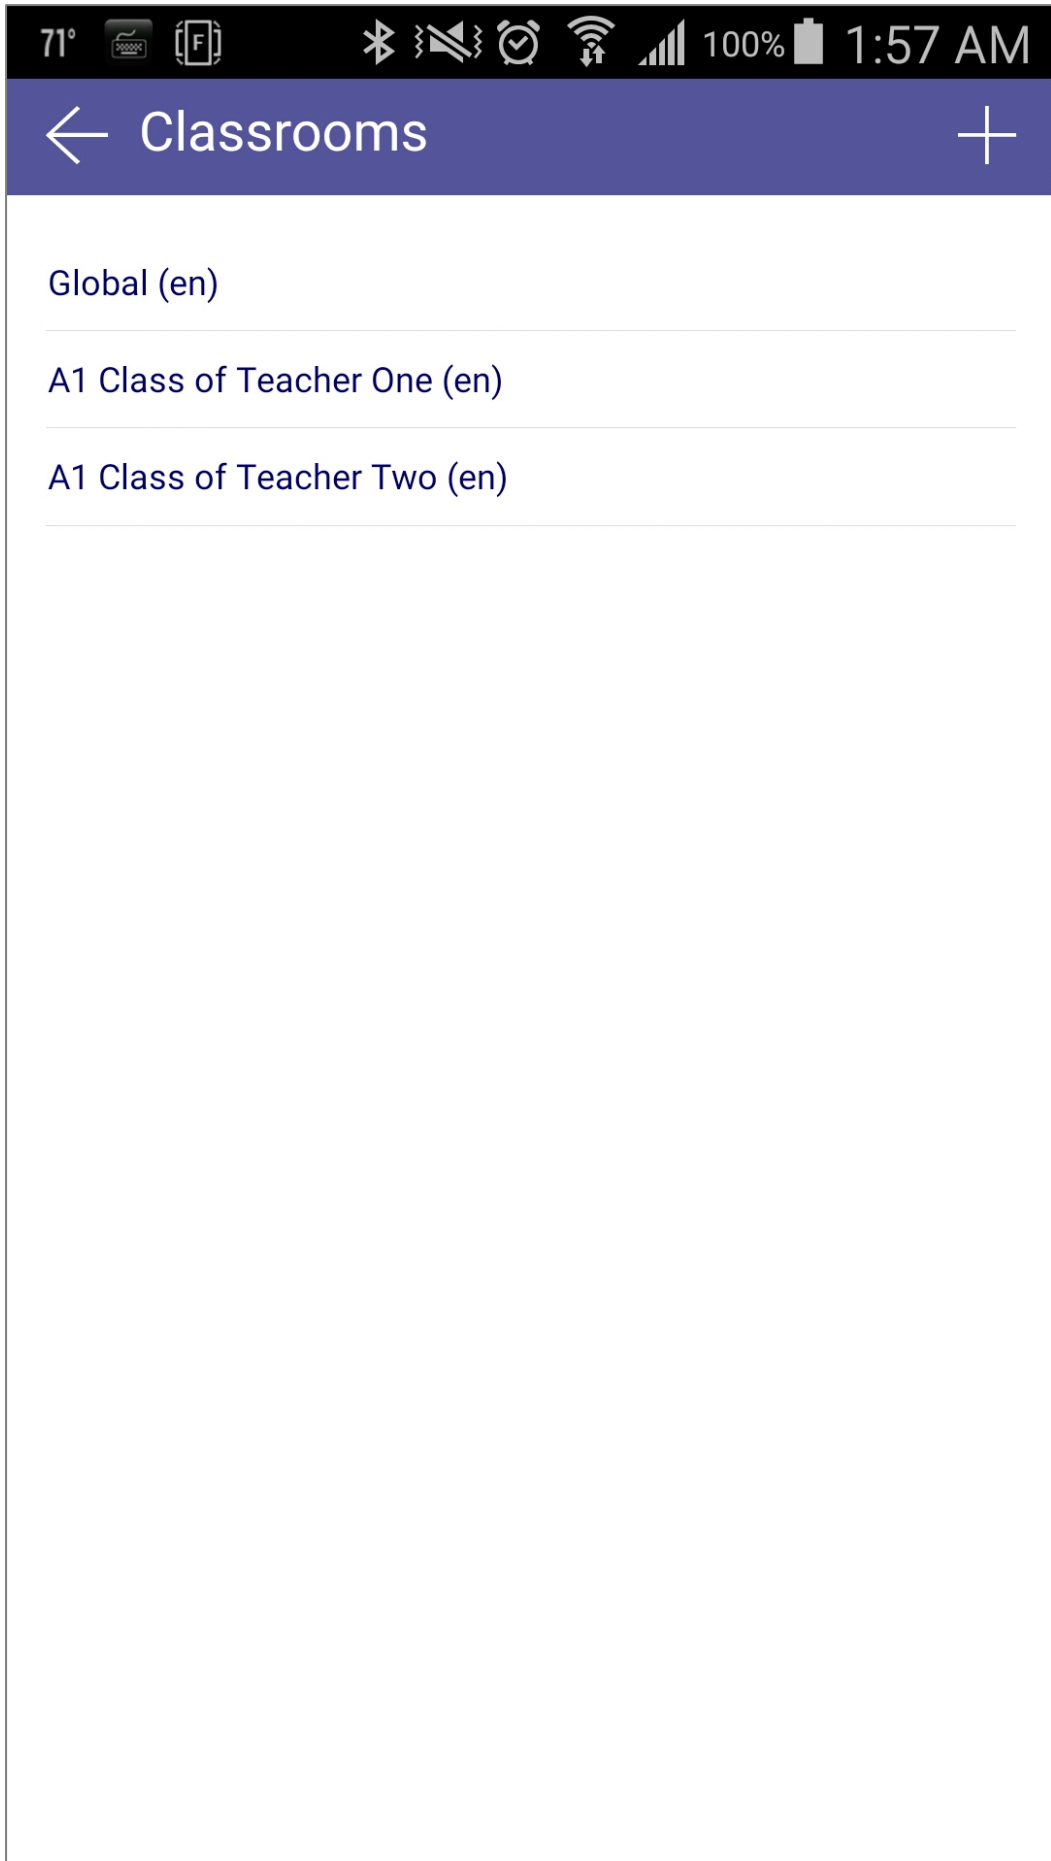 71° F 100% 1:57 AM
Classrooms
Global (en)
A1 Class of Teacher One (en)
A1 Class of Teacher Two (en)